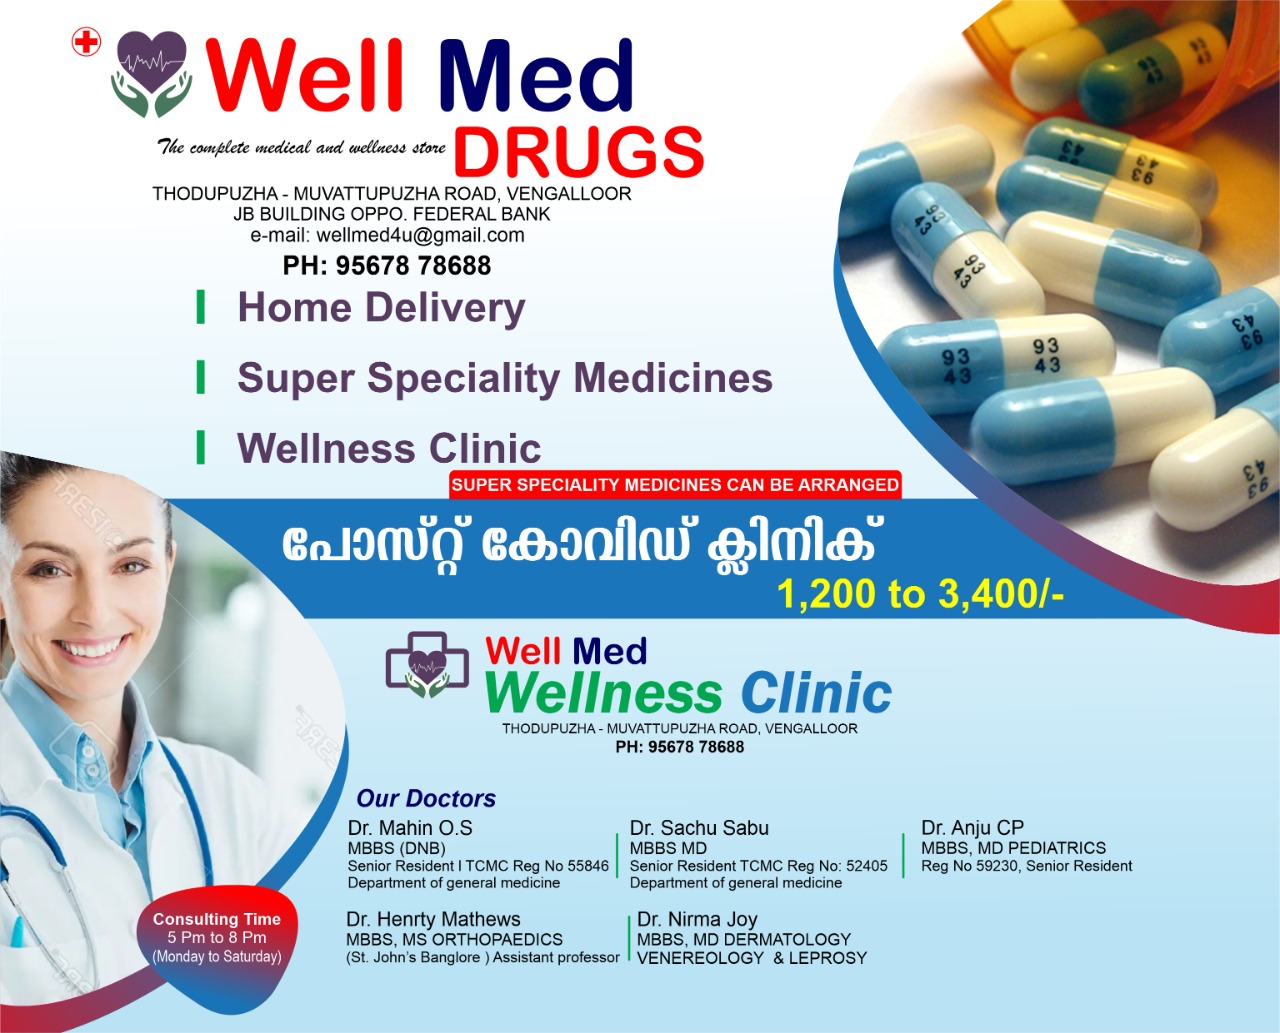 Well Med
DRUGS
The complete medical and wellness store
THODUPUZHA - MUVATTUPUZHA ROAD, VENGALLOOR
JB BUILDING OPPO. FEDERAL BANK
e-mail: wellmed4u@gmail.com
PH: 95678 78688
Home Delivery
Super Speciality Medicines
Wellness Clinic
SUPER SPECIALITY MEDICINES CAN BE ARRANGED
പോസ്റ്റ് കോവിഡ് ക്ലിനിക്
1,200 to 3,400/-
Well Med
Wellness Clinic
THODUPUZHA - MUVATTUPUZHA ROAD, VENGALLOOR
PH: 95678 78688
Our Doctors
Dr. Mahin O.S
MBBS (DNB)
Senior Resident I TCMC Reg No 55846
Department of general medicine
Dr. Sachu Sabu
MBBS MD
Senior Resident TCMC Reg No: 52405
Department of general medicine
Dr. Anju CP
MBBS, MD PEDIATRICS
Reg No 59230, Senior Resident
Dr. Henrty Mathews
MBBS, MS ORTHOPAEDICS
(St. John's Banglore ) Assistant professor
Dr. Nirma Joy
MBBS, MD DERMATOLOGY
VENEREOLOGY & LEPROSY
Consulting Time
5 Pm to 8 Pm
(Monday to Saturday)
93
43
93
43